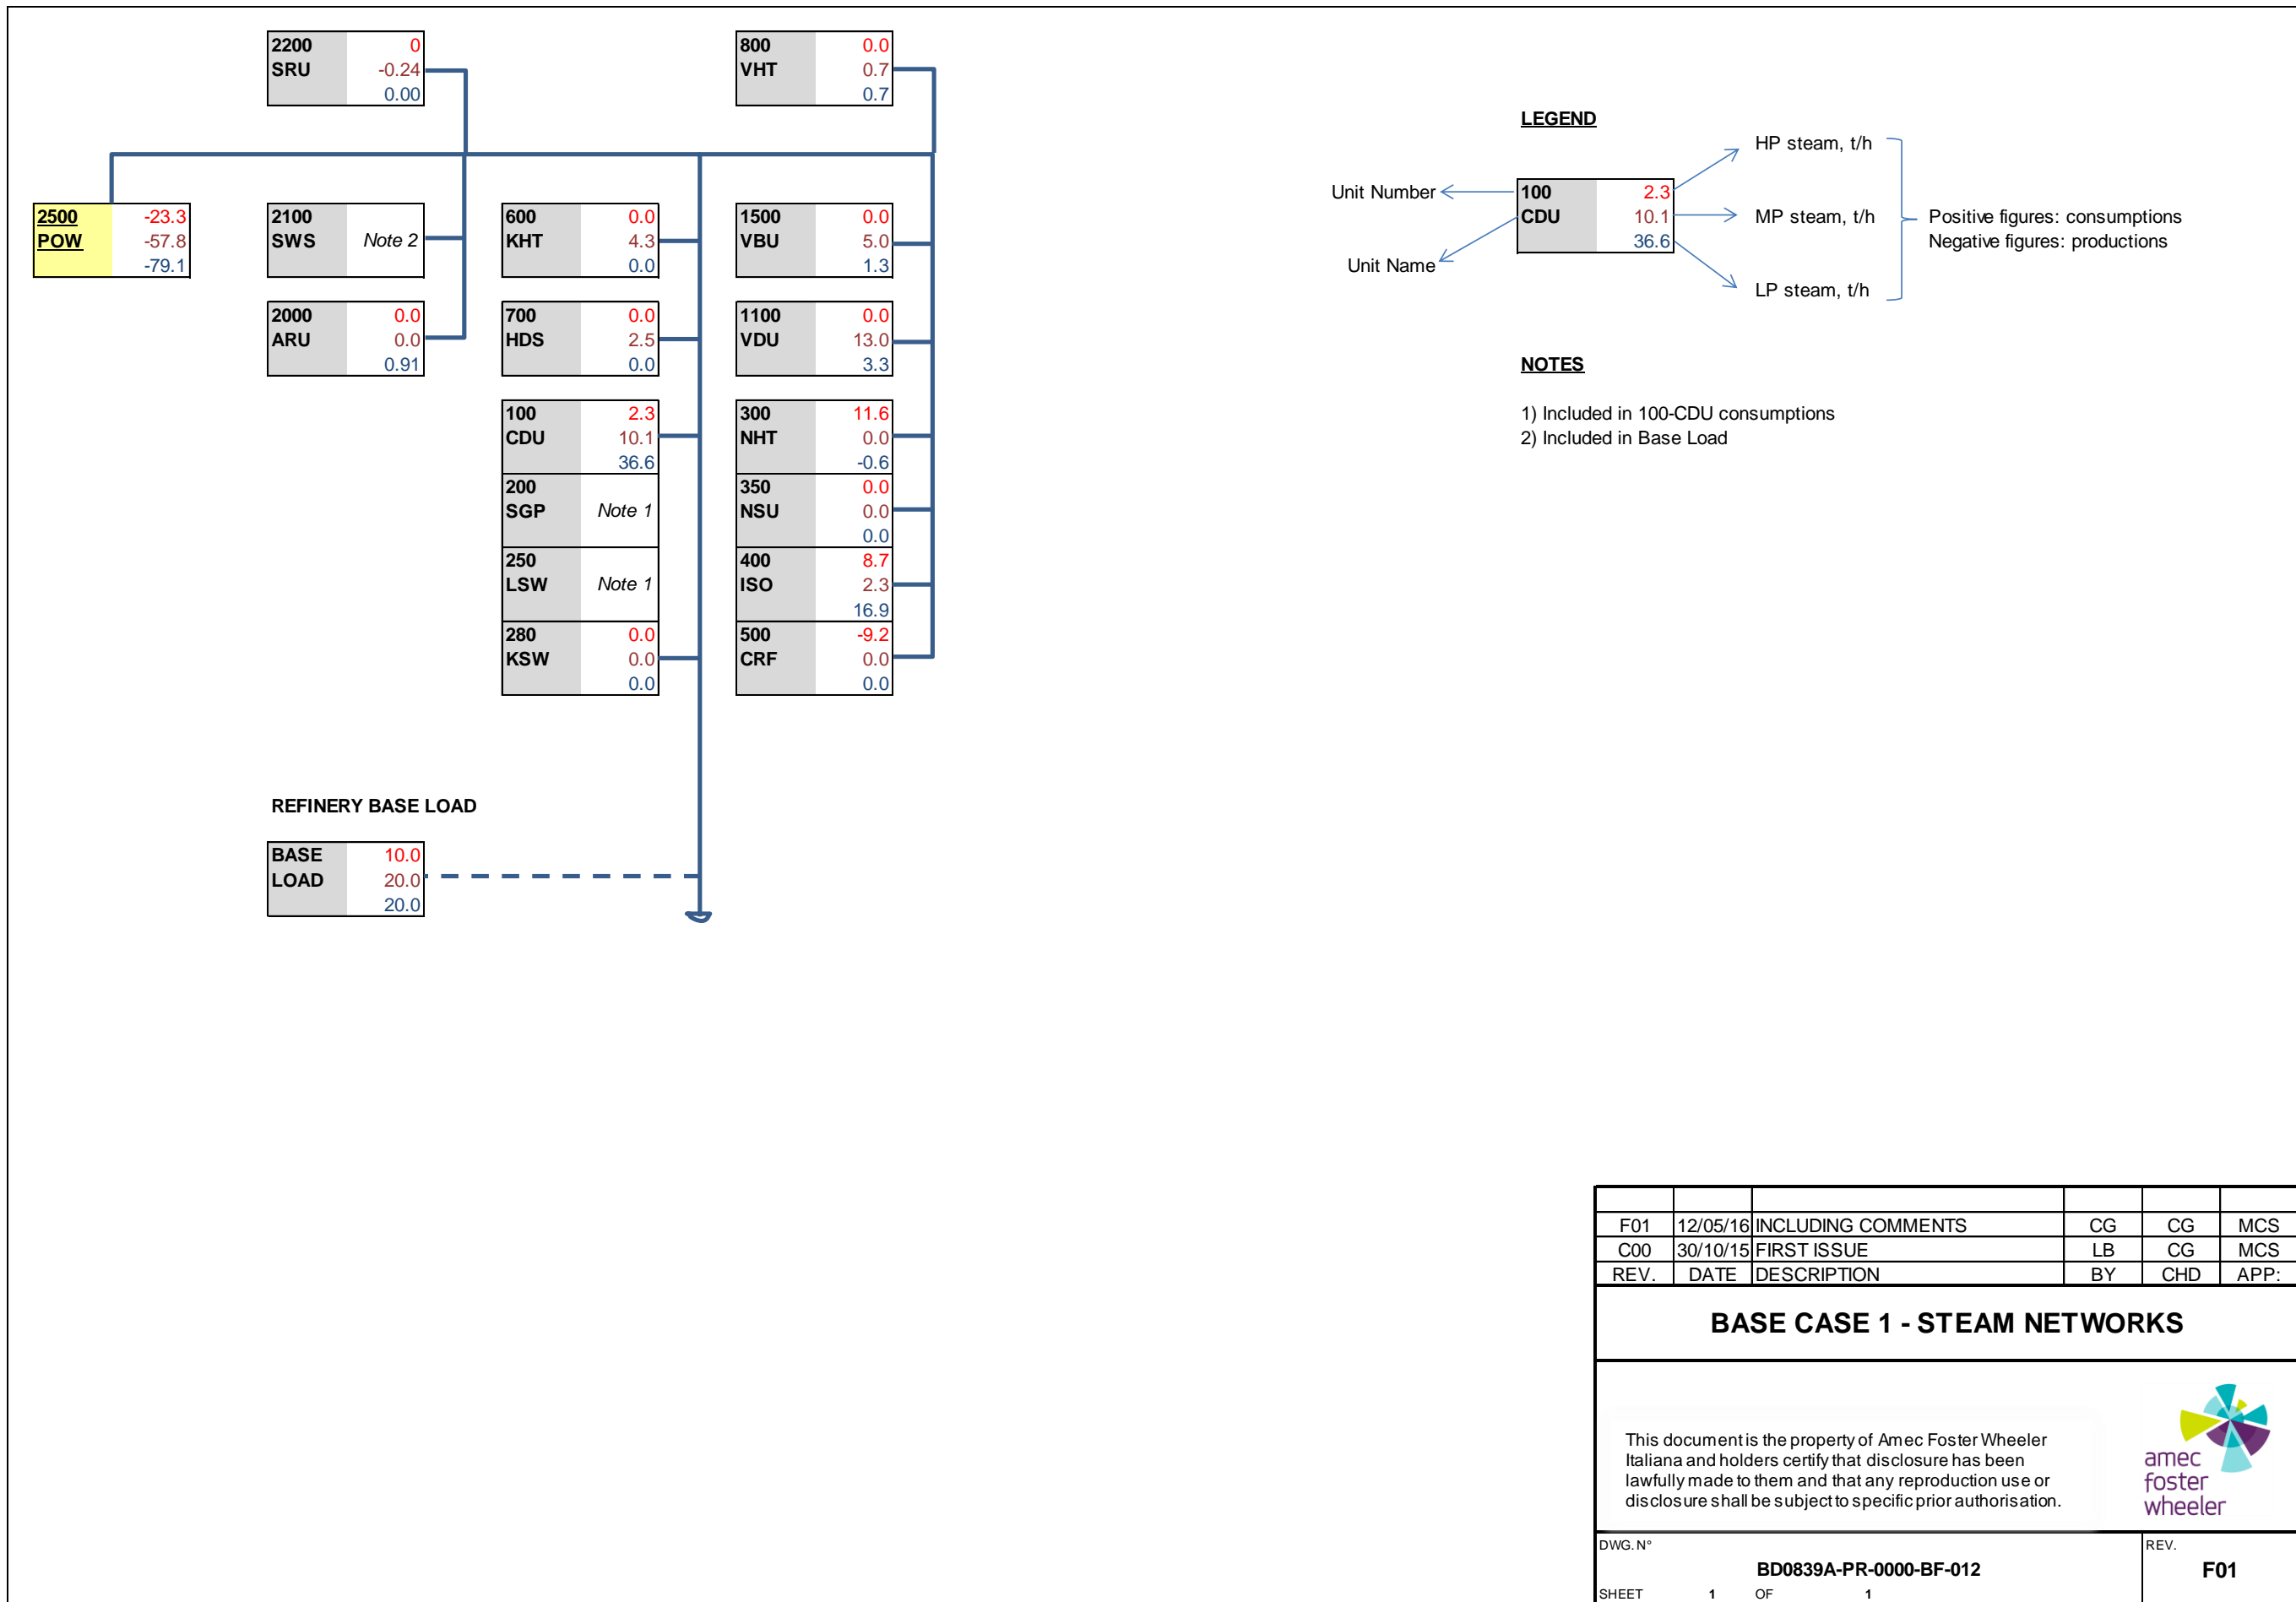 2200 0
SRU -0.24
0.00
800 0.0
VHT 0.7
0.7
2500 -23.3
POW -57.8
-79.1
2100
SWS Note 2
2000 0.0
ARU 0.0
0.91
600 0.0
KHT 4.3
0.0
700 0.0
HDS 2.5
0.0
100 2.3
CDU 10.1
36.6
200
SGP Note 1
250
LSW Note 1
280 0.0
KSW 0.0
0.0
1500 0.0
VBU 5.0
1.3
1100 0.0
VDU 13.0
3.3
300 11.6
NHT 0.0
-0.6
350 0.0
NSU 0.0
0.0
400 8.7
ISO 2.3
16.9
500 -9.2
CRF 0.0
0.0
REFINERY BASE LOAD
BASE 10.0
LOAD 20.0
20.0
LEGEND
HP steam, t/h
Unit Number
100 2.3
CDU 10.1
36.6
MP steam, t/h
Positive figures: consumptions
Negative figures: productions
Unit Name
LP steam, t/h
NOTES
1) Included in 100-CDU consumptions
2) Included in Base Load
F01 12/05/16 INCLUDING COMMENTS CG CG MCS
C00 30/10/15 FIRST ISSUE LB CG MCS
REV. DATE DESCRIPTION BY CHD APP:
BASE CASE 1 - STEAM NETWORKS
This document is the property of Amec Foster Wheeler
Italiana and holders certify that disclosure has been
lawfully made to them and that any reproduction use or
disclosure shall be subject to specific prior authorisation.
amec
foster
wheeler
DWG. N° REV.
BD0839A-PR-0000-BF-012 F01
SHEET 1 OF 1